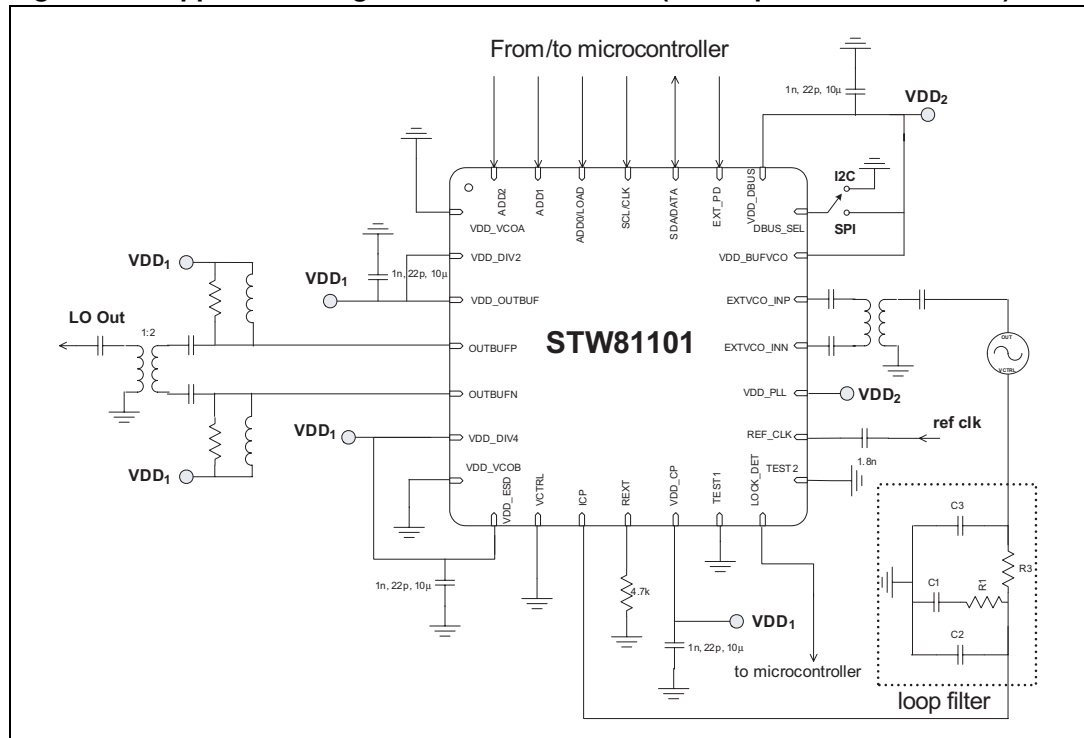 From/to microcontroller
1n, 22p, 10µ
VDD2
I2C
SPI
ADD2
ADD1
ADD0/LOAD
SCL/CLK
SDA/DATA
EXT_PD
VDD_DBUS
VDD_VCOA
DBUS_SEL
VDD_DIV2
VDD_BUFVCO
VDD1
1n, 22p, 10µ
VDD1
VDD_OUTBUF
EXTVCO_INP
LO Out
1:2
STW81101
OUT
VCTRL
OUTBUFP
EXTVCO_INN
OUTBUFN
VDD_PLL
VDD2
VDD1
VDD_DIV4
REF_CLK
ref clk
1.8n
VDD1
VDD_VCOB
TEST2
VDD_ESD
VCTRL
ICP
REXT
VDD_CP
TEST1
LOCK_DET
C3
R3
C1
R1
C2
1n, 22p, 10µ
4.7k
VDD1
1n, 22p, 10µ
to microcontroller
loop filter